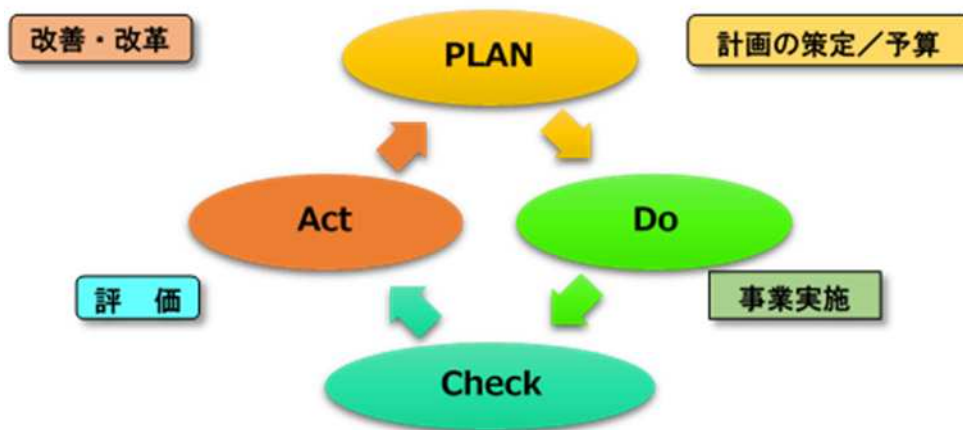 改善・改革
PLAN
計画の策定／予算
Act
Do
評　価
事業実施
Check